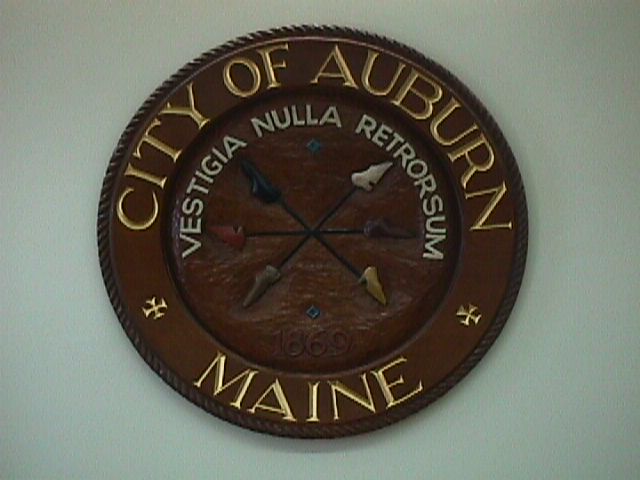 CITY OF AUBURN
VESTIGIA NULLA RETRORSUM
1869
MAINE